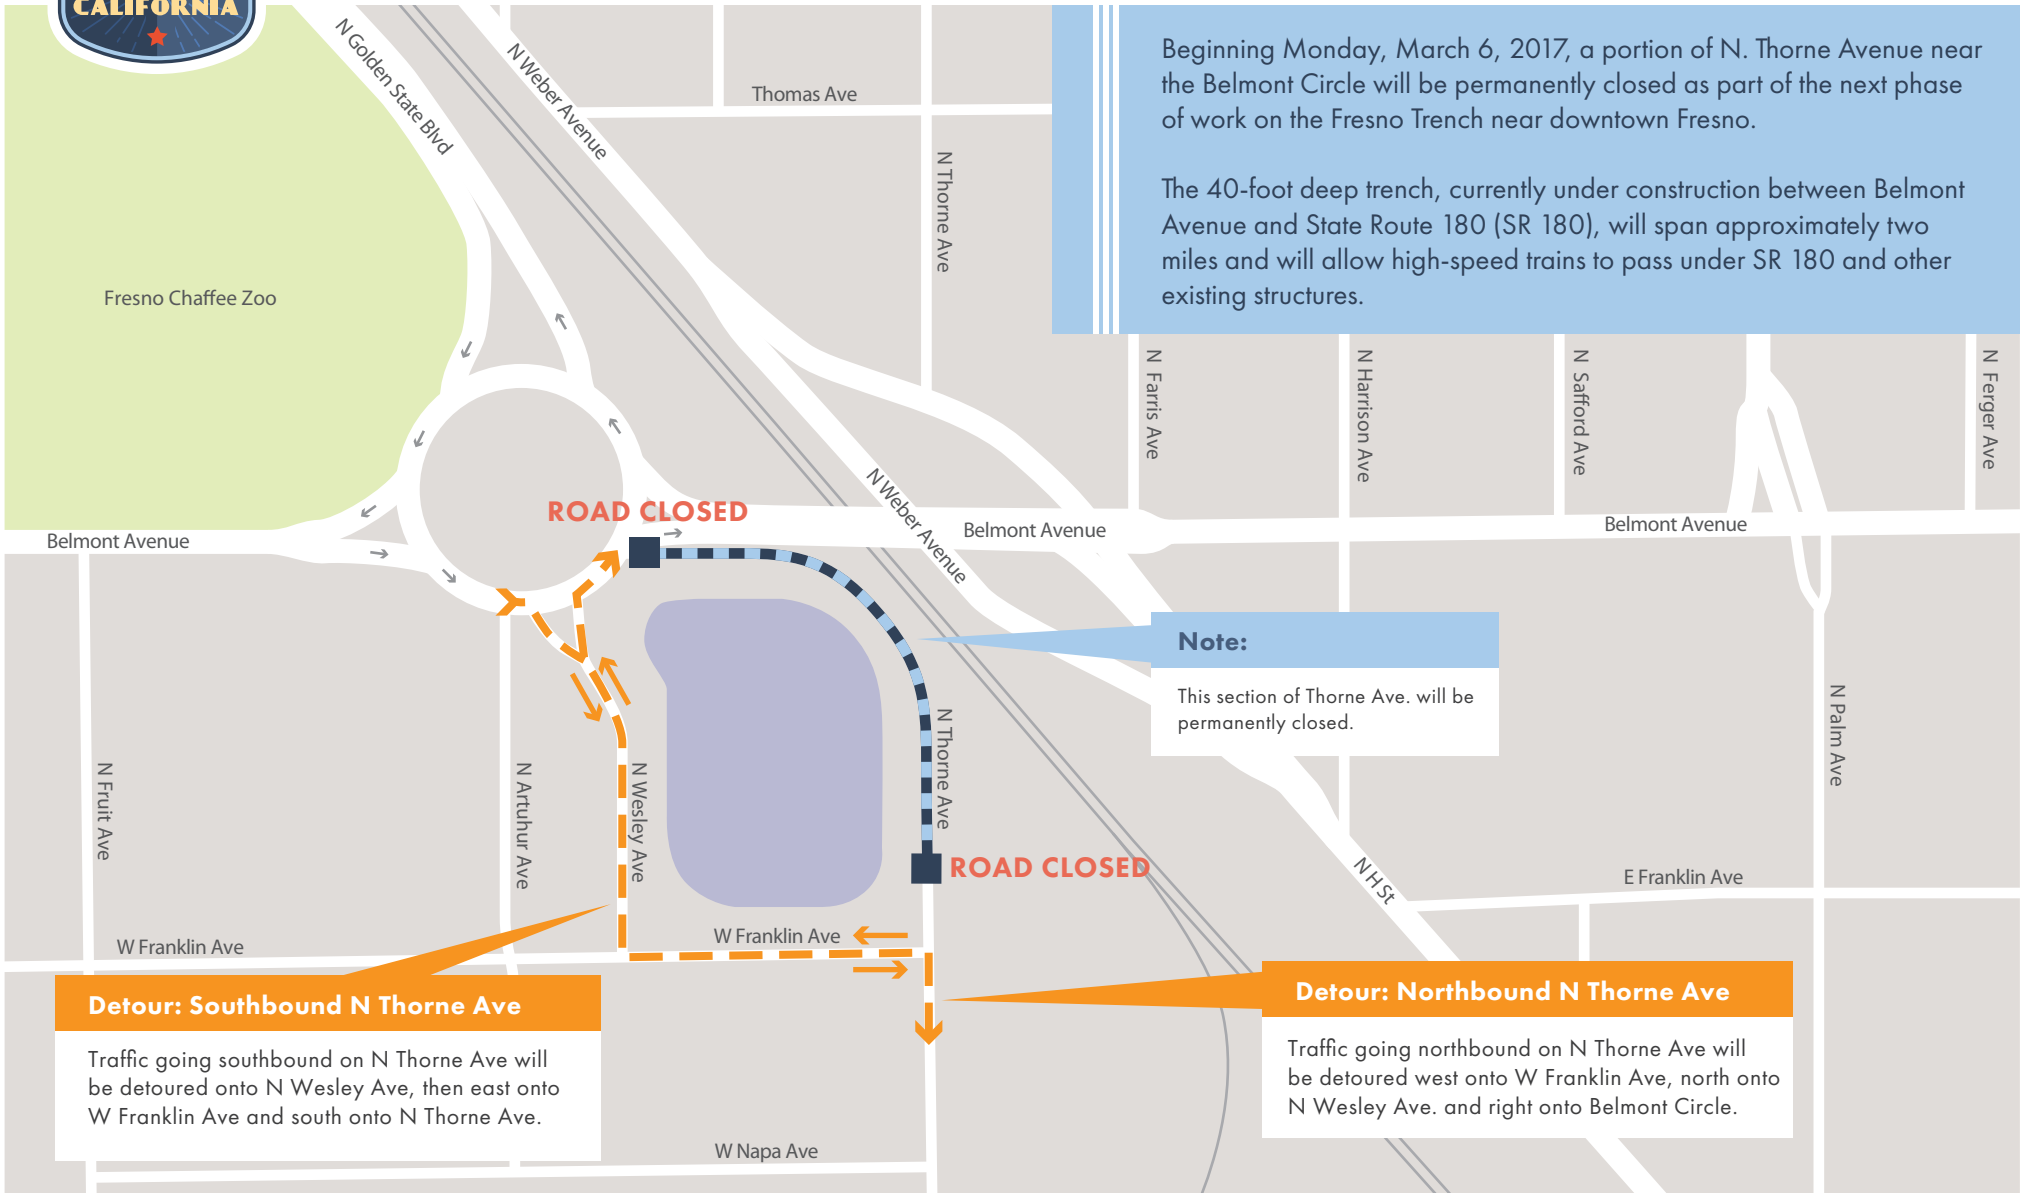 CALIFORNIA
Beginning Monday, March 6, 2017, a portion of N. Thorne Avenue near
the Belmont Circle will be permanently closed as part of the next phase
of work on the Fresno Trench near downtown Fresno.
The 40-foot deep trench, currently under construction between Belmont
Avenue and State Route 180 (SR 180), will span approximately two
miles and will allow high-speed trains to pass under SR 180 and other
existing structures.
N Golden State Blvd
N Weber Avenue
Thomas Ave
N Thorne Ave
Fresno Chaffee Zoo
N Farris Ave
N Harrison Ave
N Safford Ave
N Ferger Ave
ROAD CLOSED
N Weber Avenue
Belmont Avenue
Belmont Avenue
Belmont Avenue
Note:
This section of Thorne Ave. will be
permanently closed.
N Fruit Ave
N Artuhur Ave
N Wesley Ave
N Thorne Ave
N Palm Ave
ROAD CLOSED
N H St
E Franklin Ave
W Franklin Ave
W Franklin Ave
Detour: Southbound N Thorne Ave
Traffic going southbound on N Thorne Ave will
be detoured onto N Wesley Ave, then east onto
W Franklin Ave and south onto N Thorne Ave.
Detour: Northbound N Thorne Ave
Traffic going northbound on N Thorne Ave will
be detoured west onto W Franklin Ave, north onto
N Wesley Ave. and right onto Belmont Circle.
W Napa Ave